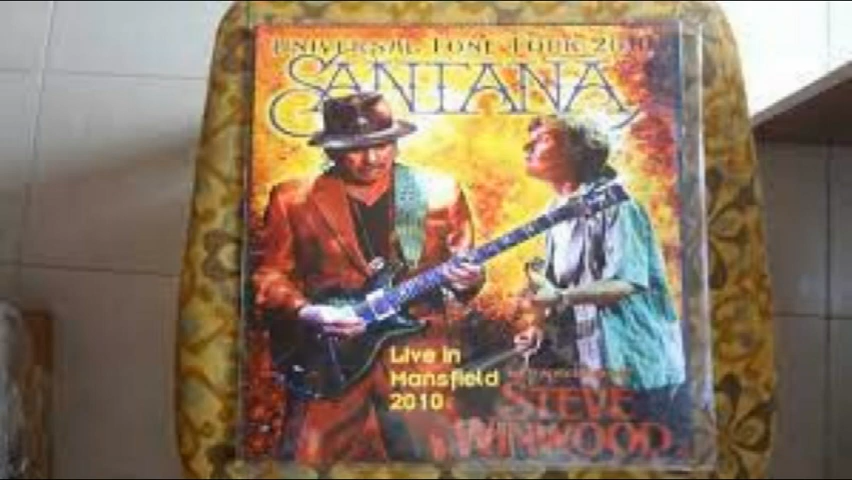 UNIVERSAL TONE TOUR 2010
SANTANA
Live in
Mansfield
2010
STEVE
WINWOOD